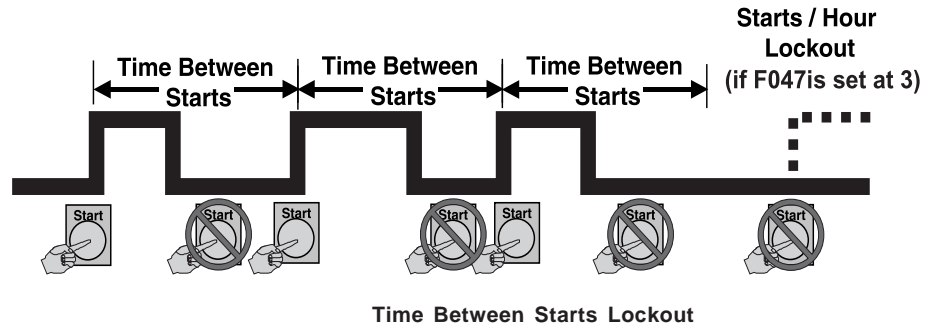 Starts / Hour
Lockout
(if F047is set at 3)
Time Between
Starts
Time Between
Starts
Time Between
Starts
Start
Start
Start
Start
Start
Start
Start
Time Between Starts Lockout